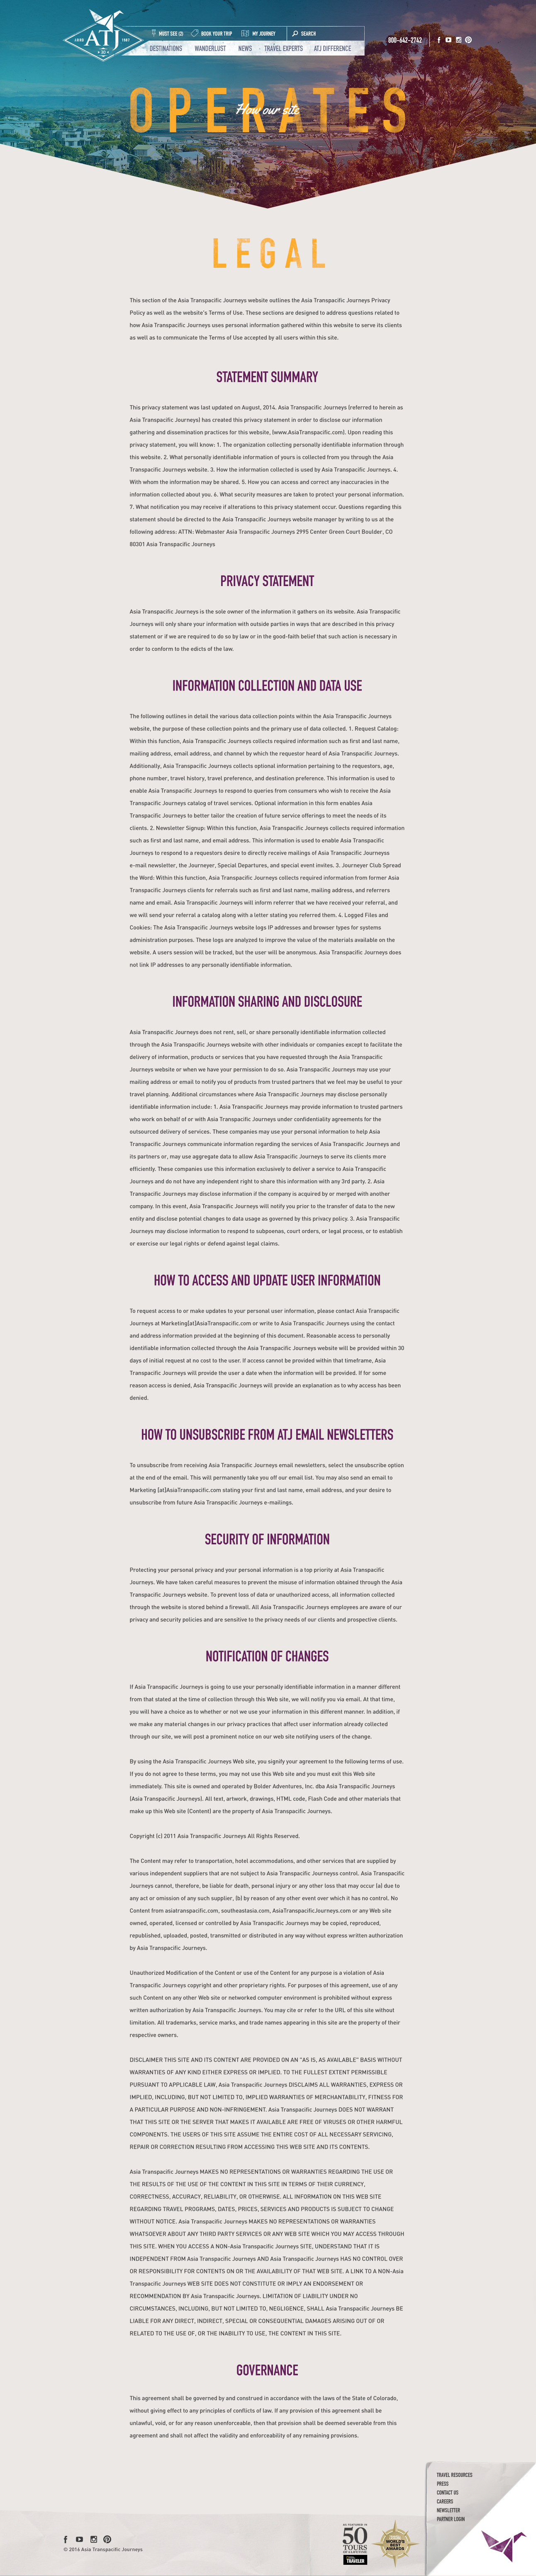 MUST SEE (2)
BOOK YOUR TRIP
MY JOURNEY
SEARCH
800-642-2742
ATJ
DESTINATIONS
WANDERLUST
NEWS
TRAVEL EXPERTS
ATJ DIFFERENCE
How our site
OPERATES
LEGAL
This section of the Asia Transpacific Journeys website outlines the Asia Transpacific Journeys Privacy
Policy as well as the website's Terms of Use. These sections are designed to address questions related to
how Asia Transpacific Journeys uses personal information gathered within this website to serve its clients
as well as to communicate the Terms of Use accepted by all users within this site.
STATEMENT SUMMARY
This privacy statement was last updated on August, 2014. Asia Transpacific Journeys (referred to herein as
Asia Transpacific Journeys) has created this privacy statement in order to disclose our information
gathering and dissemination practices for this website, (www.AsiaTranspacific.com). Upon reading this
privacy statement, you will know: 1. The organization collecting personally identifiable information through
this website. 2. What personally identifiable information of yours is collected from you through the Asia
Transpacific Journeys website. 3. How the information collected is used by Asia Transpacific Journeys. 4.
With whom the information may be shared. 5. How you can access and correct any inaccuracies in the
information collected about you. 6. What security measures are taken to protect your personal information.
7. What notification you may receive if alterations to this privacy statement occur. Questions regarding this
statement should be directed to the Asia Transpacific Journeys website manager by writing to us at the
following address: ATTN: Webmaster Asia Transpacific Journeys 2995 Center Green Court Boulder, CO
80301 Asia Transpacific Journeys
PRIVACY STATEMENT
Asia Transpacific Journeys is the sole owner of the information it gathers on its website. Asia Transpacific
Journeys will only share your information with outside parties in ways that are described in this privacy
statement or if we are required to do so by law or in the good-faith belief that such action is necessary in
order to conform to the edicts of the law.
INFORMATION COLLECTION AND DATA USE
The following outlines in detail the various data collection points within the Asia Transpacific Journeys
website, the purpose of these collection points and the primary use of data collected. 1. Request Catalog:
Within this function, Asia Transpacific Journeys collects required information such as first and last name,
mailing address, email address, and channel by which the requestor heard of Asia Transpacific Journeys.
Additionally, Asia Transpacific Journeys collects optional information pertaining to the requestors, age,
phone number, travel history, travel preference, and destination preference. This information is used to
enable Asia Transpacific Journeys to respond to queries from consumers who wish to receive the Asia
Transpacific Journeys catalog of travel services. Optional information in this form enables Asia
Transpacific Journeys to better tailor the creation of future service offerings to meet the needs of its
clients. 2. Newsletter Signup: Within this function, Asia Transpacific Journeys collects required information
such as first and last name, and email address. This information is used to enable Asia Transpacific
Journeys to respond to a requestors desire to directly receive mailings of Asia Transpacific Journeyss
e-mail newsletter, the Journeyer, Special Departures, and special event invites. 3. Journeyer Club Spread
the Word: Within this function, Asia Transpacific Journeys collects required information from former Asia
Transpacific Journeys clients for referrals such as first and last name, mailing address, and referrers
name and email. Asia Transpacific Journeys will inform referrer that we have received your referral, and
we will send your referral a catalog along with a letter stating you referred them. 4. Logged Files and
Cookies: The Asia Transpacific Journeys website logs IP addresses and browser types for systems
administration purposes. These logs are analyzed to improve the value of the materials available on the
website. A users session will be tracked, but the user will be anonymous. Asia Transpacific Journeys does
not link IP addresses to any personally identifiable information.
INFORMATION SHARING AND DISCLOSURE
Asia Transpacific Journeys does not rent, sell, or share personally identifiable information collected
through the Asia Transpacific Journeys website with other individuals or companies except to facilitate the
delivery of information, products or services that you have requested through the Asia Transpacific
Journeys website or when we have your permission to do so. Asia Transpacific Journeys may use your
mailing address or email to notify you of products from trusted partners that we feel may be useful to your
travel planning. Additional circumstances where Asia Transpacific Journeys may disclose personally
identifiable information include: 1. Asia Transpacific Journeys may provide information to trusted partners
who work on behalf of or with Asia Transpacific Journeys under confidentiality agreements for the
outsourced delivery of services. These companies may use your personal information to help Asia
Transpacific Journeys communicate information regarding the services of Asia Transpacific Journeys and
its partners or, may use aggregate data to allow Asia Transpacific Journeys to serve its clients more
efficiently. These companies use this information exclusively to deliver a service to Asia Transpacific
Journeys and do not have any independent right to share this information with any 3rd party. 2. Asia
Transpacific Journeys may disclose information if the company is acquired by or merged with another
company. In this event, Asia Transpacific Journeys will notify you prior to the transfer of data to the new
entity and disclose potential changes to data usage as governed by this privacy policy. 3. Asia Transpacific
Journeys may disclose information to respond to subpoenas, court orders, or legal process, or to establish
or exercise our legal rights or defend against legal claims.
HOW TO ACCESS AND UPDATE USER INFORMATION
To request access to or make updates to your personal user information, please contact Asia Transpacific
Journeys at Marketing[at]AsiaTranspacific.com or write to Asia Transpacific Journeys using the contact
and address information provided at the beginning of this document. Reasonable access to personally
identifiable information collected through the Asia Transpacific Journeys website will be provided within 30
days of initial request at no cost to the user. If access cannot be provided within that timeframe, Asia
Transpacific Journeys will provide the user a date when the information will be provided. If for some
reason access is denied, Asia Transpacific Journeys will provide an explanation as to why access has been
denied.
HOW TO UNSUBSCRIBE FROM ATJ EMAIL NEWSLETTERS
To unsubscribe from receiving Asia Transpacific Journeys email newsletters, select the unsubscribe option
at the end of the email. This will permanently take you off our email list. You may also send an email to
Marketing [at]AsiaTranspacific.com stating your first and last name, email address, and your desire to
unsubscribe from future Asia Transpacific Journeys e-mailings.
SECURITY OF INFORMATION
Protecting your personal privacy and your personal information is a top priority at Asia Transpacific
Journeys. We have taken careful measures to prevent the misuse of information obtained through the Asia
Transpacific Journeys website. To prevent loss of data or unauthorized access, all information collected
through the website is stored behind a firewall. All Asia Transpacific Journeys employees are aware of our
privacy and security policies and are sensitive to the privacy needs of our clients and prospective clients.
NOTIFICATION OF CHANGES
If Asia Transpacific Journeys is going to use your personally identifiable information in a manner different
from that stated at the time of collection through this Web site, we will notify you via email. At that time,
you will have a choice as to whether or not we use your information in this different manner. In addition, if
we make any material changes in our privacy practices that affect user information already collected
through our site, we will post a prominent notice on our web site notifying users of the change.
By using the Asia Transpacific Journeys Web site, you signify your agreement to the following terms of use.
If you do not agree to these terms, you may not use this Web site and you must exit this Web site
immediately. This site is owned and operated by Bolder Adventures, Inc. dba Asia Transpacific Journeys
(Asia Transpacific Journeys). All text, artwork, drawings, HTML code, Flash Code and other materials that
make up this Web site (Content) are the property of Asia Transpacific Journeys.
Copyright (c) 2011 Asia Transpacific Journeys All Rights Reserved.
The Content may refer to transportation, hotel accommodations, and other services that are supplied by
various independent suppliers that are not subject to Asia Transpacific Journeyss control. Asia Transpacific
Journeys cannot, therefore, be liable for death, personal injury or any other loss that may occur (a) due to
any act or omission of any such supplier, (b) by reason of any other event over which it has no control. No
Content from asiatranspacific.com, southeastasia.com, AsiaTranspacificJourneys.com or any Web site
owned, operated, licensed or controlled by Asia Transpacific Journeys may be copied, reproduced,
republished, uploaded, posted, transmitted or distributed in any way without express written authorization
by Asia Transpacific Journeys.
Unauthorized Modification of the Content or use of the Content for any purpose is a violation of Asia
Transpacific Journeys copyright and other proprietary rights. For purposes of this agreement, use of any
such Content on any other Web site or networked computer environment is prohibited without express
written authorization by Asia Transpacific Journeys. You may cite or refer to the URL of this site without
limitation. All trademarks, service marks, and trade names appearing in this site are the property of their
respective owners.
DISCLAIMER THIS SITE AND ITS CONTENT ARE PROVIDED ON AN "AS IS, AS AVAILABLE" BASIS WITHOUT
WARRANTIES OF ANY KIND EITHER EXPRESS OR IMPLIED. TO THE FULLEST EXTENT PERMISSIBLE
PURSUANT TO APPLICABLE LAW, Asia Transpacific Journeys DISCLAIMS ALL WARRANTIES, EXPRESS OR
IMPLIED, INCLUDING, BUT NOT LIMITED TO, IMPLIED WARRANTIES OF MERCHANTABILITY, FITNESS FOR
A PARTICULAR PURPOSE AND NON-INFRINGEMENT. Asia Transpacific Journeys DOES NOT WARRANT
THAT THIS SITE OR THE SERVER THAT MAKES IT AVAILABLE ARE FREE OF VIRUSES OR OTHER HARMFUL
COMPONENTS. THE USERS OF THIS SITE ASSUME THE ENTIRE COST OF ALL NECESSARY SERVICING,
REPAIR OR CORRECTION RESULTING FROM ACCESSING THIS WEB SITE AND ITS CONTENTS.
Asia Transpacific Journeys MAKES NO REPRESENTATIONS OR WARRANTIES REGARDING THE USE OR
THE RESULTS OF THE USE OF THE CONTENT IN THIS SITE IN TERMS OF THEIR CURRENCY,
CORRECTNESS, ACCURACY, RELIABILITY, OR OTHERWISE. ALL INFORMATION ON THIS WEB SITE
REGARDING TRAVEL PROGRAMS, DATES, PRICES, SERVICES AND PRODUCTS IS SUBJECT TO CHANGE
WITHOUT NOTICE. Asia Transpacific Journeys MAKES NO REPRESENTATIONS OR WARRANTIES
WHATSOEVER ABOUT ANY THIRD PARTY SERVICES OR ANY WEB SITE WHICH YOU MAY ACCESS THROUGH
THIS SITE. WHEN YOU ACCESS A NON-Asia Transpacific Journeys SITE, UNDERSTAND THAT IT IS
INDEPENDENT FROM Asia Transpacific Journeys AND Asia Transpacific Journeys HAS NO CONTROL OVER
OR RESPONSIBILITY FOR CONTENTS ON OR THE AVAILABILITY OF THAT WEB SITE. A LINK TO A NON-Asia
Transpacific Journeys WEB SITE DOES NOT CONSTITUTE OR IMPLY AN ENDORSEMENT OR
RECOMMENDATION BY Asia Transpacific Journeys. LIMITATION OF LIABILITY UNDER NO
CIRCUMSTANCES, INCLUDING, BUT NOT LIMITED TO, NEGLIGENCE, SHALL Asia Transpacific Journeys BE
LIABLE FOR ANY DIRECT, INDIRECT, SPECIAL OR CONSEQUENTIAL DAMAGES ARISING OUT OF OR
RELATED TO THE USE OF, OR THE INABILITY TO USE, THE CONTENT IN THIS SITE.
GOVERNANCE
This agreement shall be governed by and construed in accordance with the laws of the State of Colorado,
without giving effect to any principles of conflicts of law. If any provision of this agreement shall be
unlawful, void, or for any reason unenforceable, then that provision shall be deemed severable from this
agreement and shall not affect the validity and enforceability of any remaining provisions.
TRAVEL RESOURCES
PRESS
CONTACT US
CAREERS
NEWSLETTER
PARTNER LOGIN
© 2016 Asia Transpacific Journeys
AS FEATURED IN
50
TOURS OF
A LIFETIME
TRAVELER
WORLD'S
BEST
AWARDS